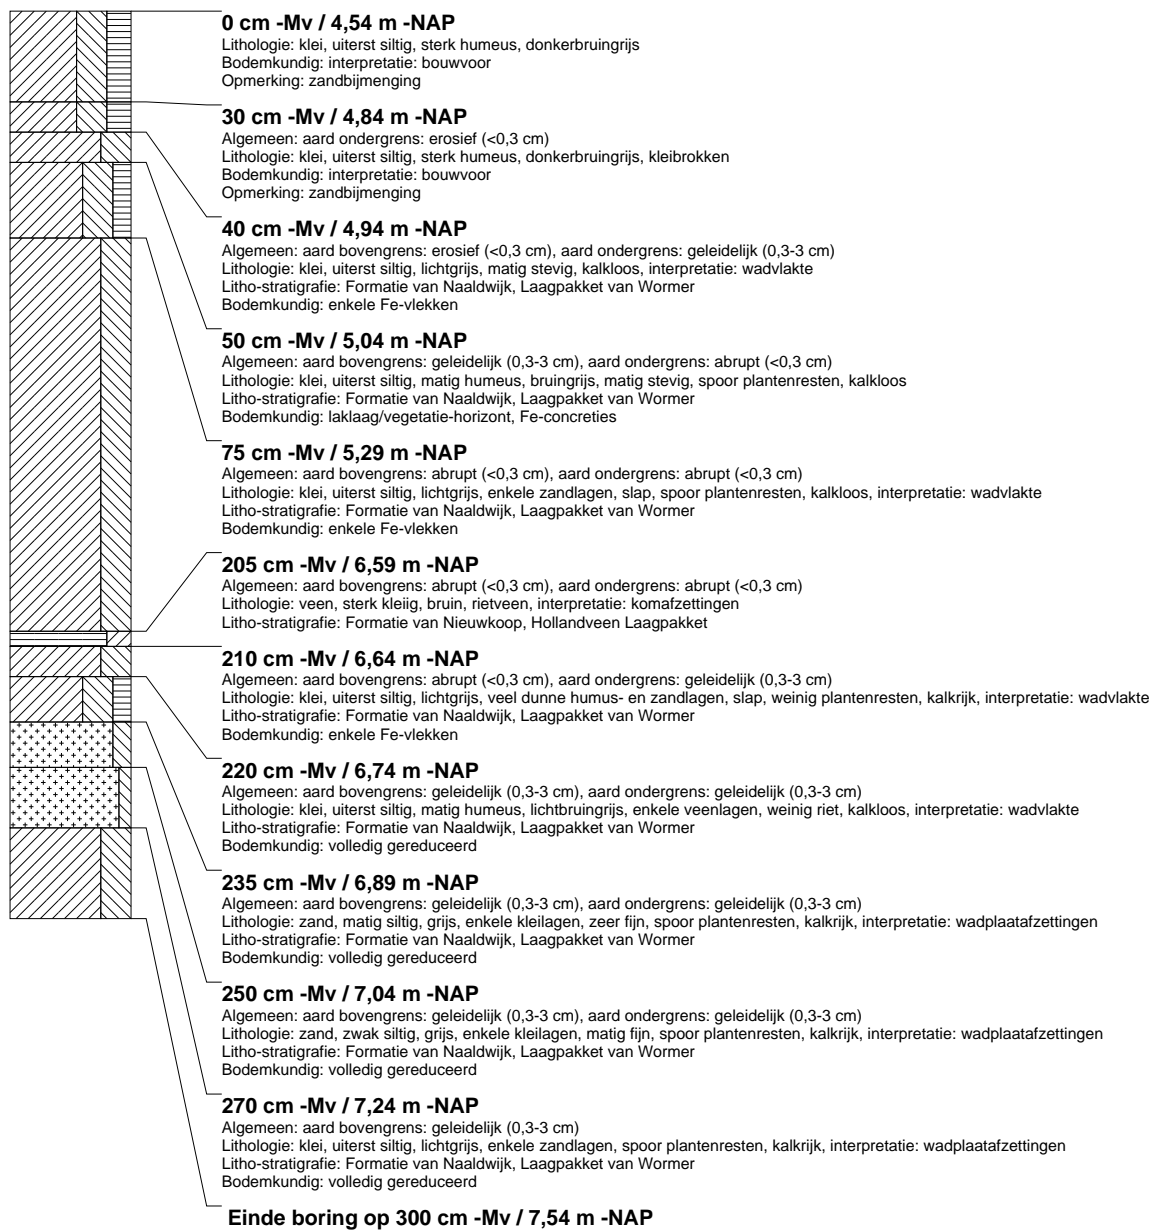 0 cm -Mv / 4,54 m -NAP
Lithologie: klei, uiterst siltig, sterk humeus, donkerbruingrijs
Bodemkundig: interpretatie: bouwvoor
Opmerking: zandbijmenging
30 cm -Mv / 4,84 m -NAP
Algemeen: aard ondergrens: erosief (<0,3 cm)
Lithologie: klei, uiterst siltig, sterk humeus, donkerbruingrijs, kleibrokken
Bodemkundig: interpretatie: bouwvoor
Opmerking: zandbijmenging
40 cm -Mv / 4,94 m -NAP
Algemeen: aard bovengrens: erosief (<0,3 cm), aard ondergrens: geleidelijk (0,3-3 cm)
Lithologie: klei, uiterst siltig, lichtgrijs, matig stevig, kalkloos, interpretatie: wadvlakte
Litho-stratigrafie: Formatie van Naaldwijk, Laagpakket van Wormer
Bodemkundig: enkele Fe-vlekken
50 cm -Mv / 5,04 m -NAP
Algemeen: aard bovengrens: geleidelijk (0,3-3 cm), aard ondergrens: abrupt (<0,3 cm)
Lithologie: klei, uiterst siltig, matig humeus, bruingrijs, matig stevig, spoor plantenresten, kalkloos
Litho-stratigrafie: Formatie van Naaldwijk, Laagpakket van Wormer
Bodemkundig: laklaag/vegetatie-horizont, Fe-concreties
75 cm -Mv / 5,29 m -NAP
Algemeen: aard bovengrens: abrupt (<0,3 cm), aard ondergrens: abrupt (<0,3 cm)
Lithologie: klei, uiterst siltig, lichtgrijs, enkele zandlagen, slap, spoor plantenresten, kalkloos, interpretatie: wadvlakte
Litho-stratigrafie: Formatie van Naaldwijk, Laagpakket van Wormer
Bodemkundig: enkele Fe-vlekken
205 cm -Mv / 6,59 m -NAP
Algemeen: aard bovengrens: abrupt (<0,3 cm), aard ondergrens: abrupt (<0,3 cm)
Lithologie: veen, sterk kleiig, bruin, rietveen, interpretatie: komafzettingen
Litho-stratigrafie: Formatie van Nieuwkoop, Hollandveen Laagpakket
210 cm -Mv / 6,64 m -NAP
Algemeen: aard bovengrens: abrupt (<0,3 cm), aard ondergrens: geleidelijk (0,3-3 cm)
Lithologie: klei, uiterst siltig, lichtgrijs, veel dunne humus- en zandlagen, slap, weinig plantenresten, kalkrijk, interpretatie: wadvlakte
Litho-stratigrafie: Formatie van Naaldwijk, Laagpakket van Wormer
Bodemkundig: enkele Fe-vlekken
220 cm -Mv / 6,74 m -NAP
Algemeen: aard bovengrens: geleidelijk (0,3-3 cm), aard ondergrens: geleidelijk (0,3-3 cm)
Lithologie: klei, uiterst siltig, matig humeus, lichtbruingrijs, enkele veenlagen, weinig riet, kalkloos, interpretatie: wadvlakte
Litho-stratigrafie: Formatie van Naaldwijk, Laagpakket van Wormer
Bodemkundig: volledig gereduceerd
235 cm -Mv / 6,89 m -NAP
Algemeen: aard bovengrens: geleidelijk (0,3-3 cm), aard ondergrens: geleidelijk (0,3-3 cm)
Lithologie: zand, matig siltig, grijs, enkele kleilagen, zeer fijn, spoor plantenresten, kalkrijk, interpretatie: wadplaatafzettingen
Litho-stratigrafie: Formatie van Naaldwijk, Laagpakket van Wormer
Bodemkundig: volledig gereduceerd
250 cm -Mv / 7,04 m -NAP
Algemeen: aard bovengrens: geleidelijk (0,3-3 cm), aard ondergrens: geleidelijk (0,3-3 cm)
Lithologie: zand, zwak siltig, grijs, enkele kleilagen, matig fijn, spoor plantenresten, kalkrijk, interpretatie: wadplaatafzettingen
Litho-stratigrafie: Formatie van Naaldwijk, Laagpakket van Wormer
Bodemkundig: volledig gereduceerd
270 cm -Mv / 7,24 m -NAP
Algemeen: aard bovengrens: geleidelijk (0,3-3 cm)
Lithologie: klei, uiterst siltig, lichtgrijs, enkele zandlagen, spoor plantenresten, kalkrijk, interpretatie: wadplaatafzettingen
Litho-stratigrafie: Formatie van Naaldwijk, Laagpakket van Wormer
Bodemkundig: volledig gereduceerd
Einde boring op 300 cm -Mv / 7,54 m -NAP